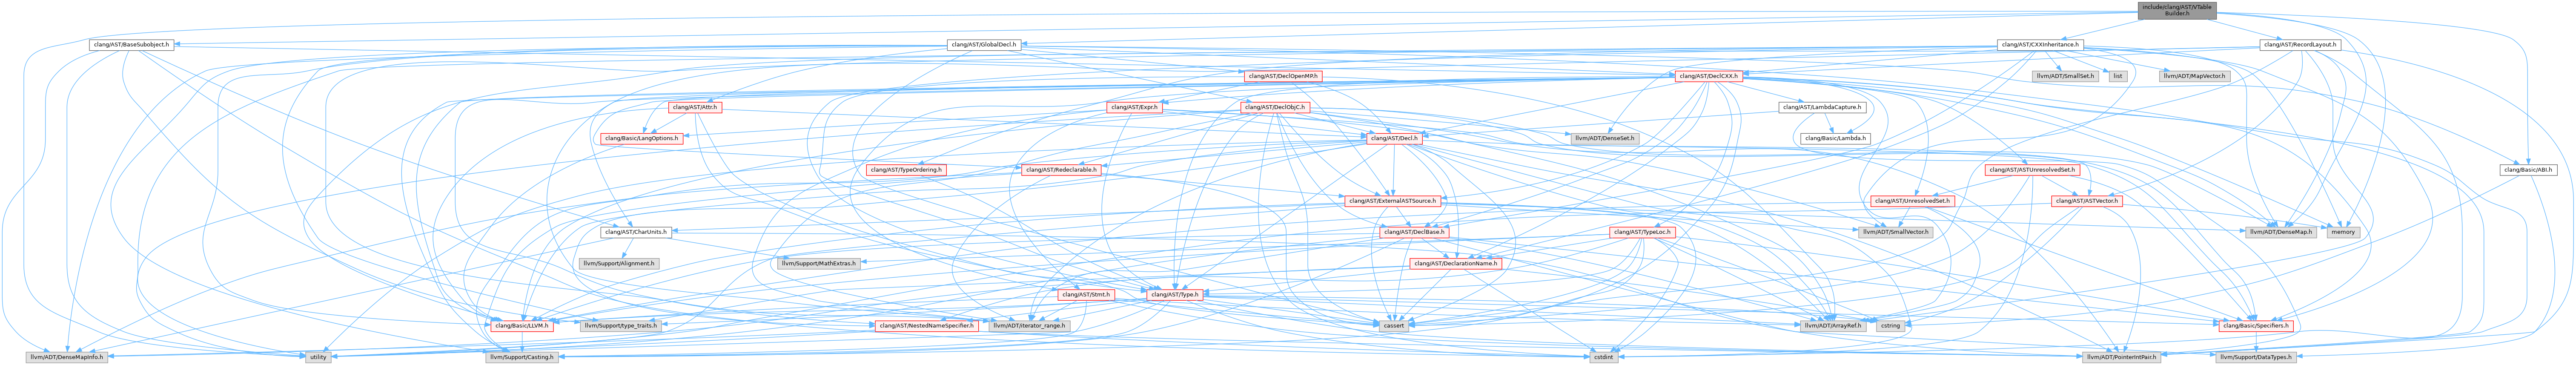 include/clang/AST/VTable
Builder.h
clang/AST/BaseSubobject.h
clang/AST/GlobalDecl.h
clang/AST/CXXInheritance.h
clang/AST/RecordLayout.h
clang/AST/DeclOpenMP.h
clang/AST/DeclCXX.h
llvm/ADT/SmallSet.h
list
llvm/ADT/MapVector.h
clang/AST/Attr.h
clang/AST/Expr.h
clang/AST/DeclObjC.h
clang/AST/LambdaCapture.h
clang/Basic/LangOptions.h
clang/AST/Decl.h
llvm/ADT/DenseSet.h
clang/Basic/Lambda.h
clang/AST/TypeOrdering.h
clang/AST/Redeclarable.h
clang/AST/ASTUnresolvedSet.h
clang/Basic/ABI.h
clang/AST/ExternalASTSource.h
clang/AST/UnresolvedSet.h
clang/AST/ASTVector.h
clang/AST/CharUnits.h
clang/AST/DeclBase.h
clang/AST/TypeLoc.h
llvm/ADT/SmallVector.h
llvm/ADT/DenseMap.h
memory
llvm/Support/Alignment.h
llvm/Support/MathExtras.h
clang/AST/DeclarationName.h
clang/AST/Stmt.h
clang/AST/Type.h
clang/Basic/LLVM.h
llvm/Support/type_traits.h
clang/AST/NestedNameSpecifier.h
llvm/ADT/iterator_range.h
cassert
llvm/ADT/ArrayRef.h
cstring
clang/Basic/Specifiers.h
llvm/ADT/DenseMapInfo.h
utility
llvm/Support/Casting.h
cstdint
llvm/ADT/PointerIntPair.h
llvm/Support/DataTypes.h